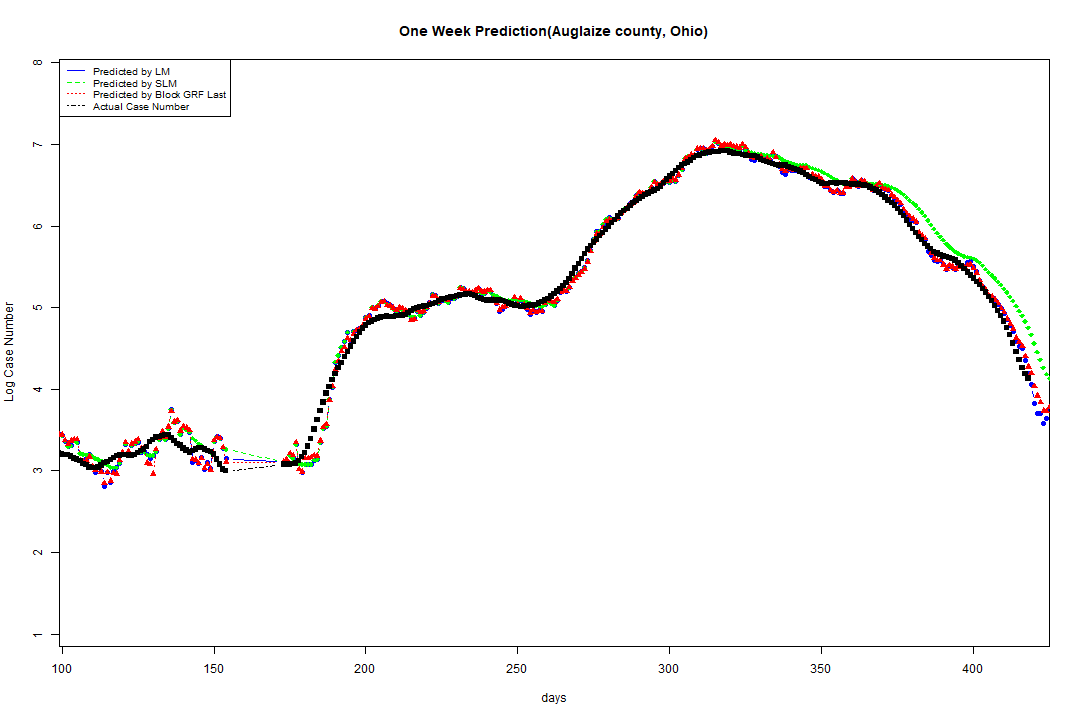 One Week Prediction(Auglaize county, Ohio)
Predicted by LM
Predicted by SLM
Predicted by Block GRF Last
Actual Case Number
8
7
6
5
4
3
2
1
Log Case Number
100 150 200 250 300 350 400
days